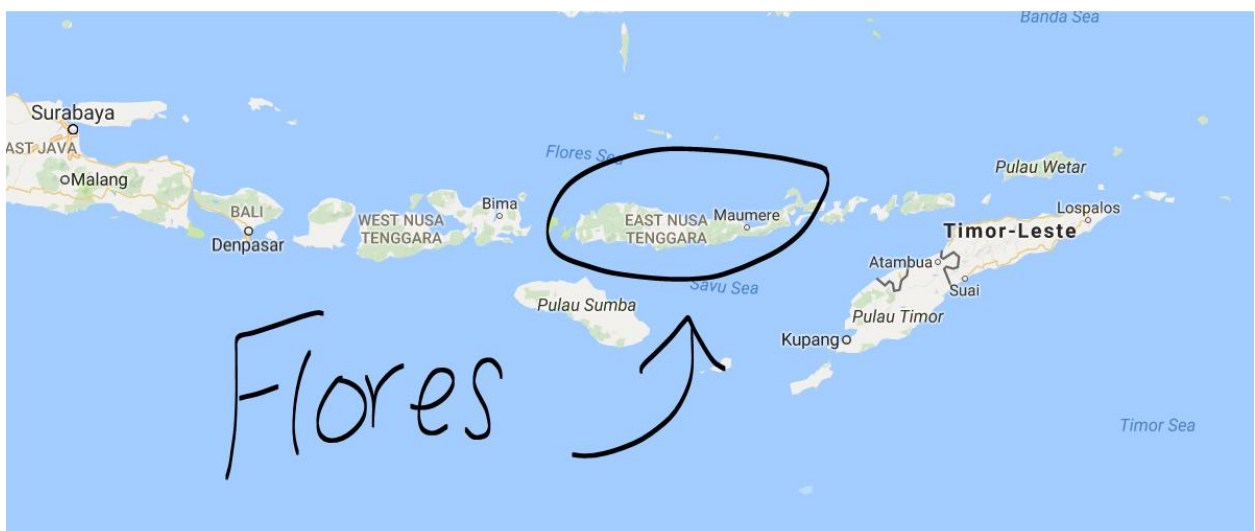 Banda Sea
Surabaya
AST JAVA
Malang
BALI
Denpasar
WEST NUSA
TENGGARA
Bima
Flores Sea
EAST NUSA
TENGGARA
Maumere
Pulau Wetar
Lospalos
Timor-Leste
Atambua
Suai
Savu Sea
Pulau Sumba
Pulau Timor
Kupang
Timor Sea
Flores